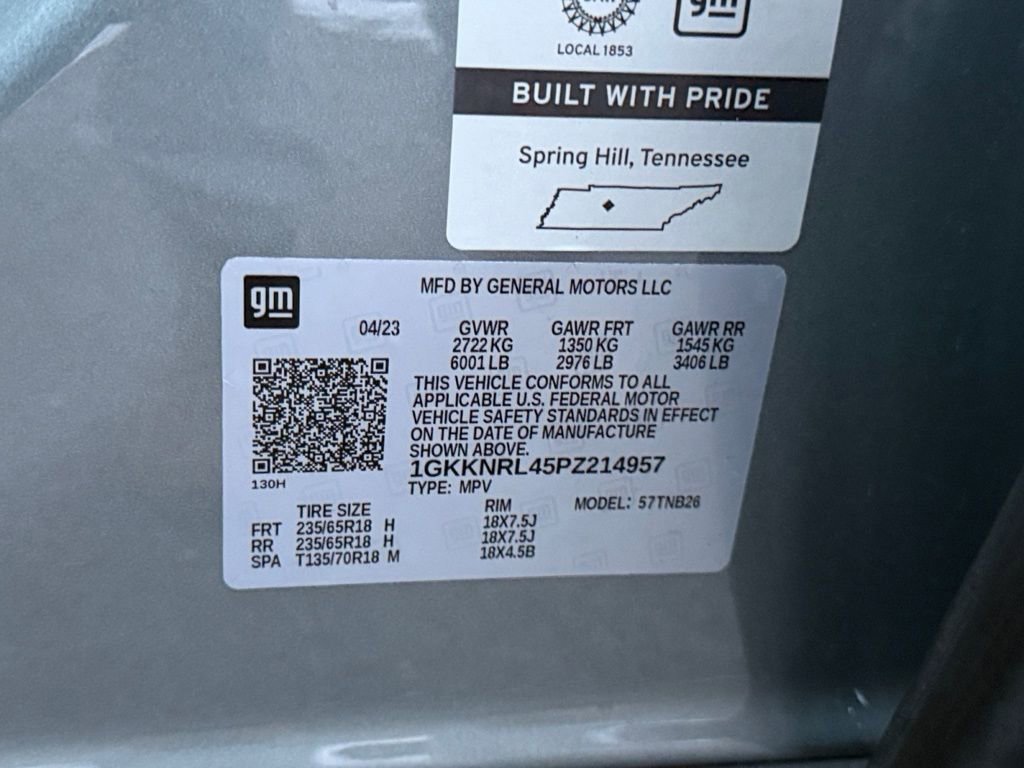 LOCAL 1853
gm
BUILT WITH PRIDE
Spring Hill, Tennessee
gm
MFD BY GENERAL MOTORS LLC
04/23 GVWR GAWR FRT GAWR RR
2722 KG 1350 KG 1545 KG
6001 LB 2976 LB 3406 LB
THIS VEHICLE CONFORMS TO ALL
APPLICABLE U.S. FEDERAL MOTOR
VEHICLE SAFETY STANDARDS IN EFFECT
ON THE DATE OF MANUFACTURE
SHOWN ABOVE.
1GKKNRL45PZ214957
130H
TYPE: MPV
TIRE SIZE RIM MODEL: 57TNB26
FRT 235/65R18 H 18X7.5J
RR 235/65R18 H 18X7.5J
SPA T135/70R18 M 18X4.5B